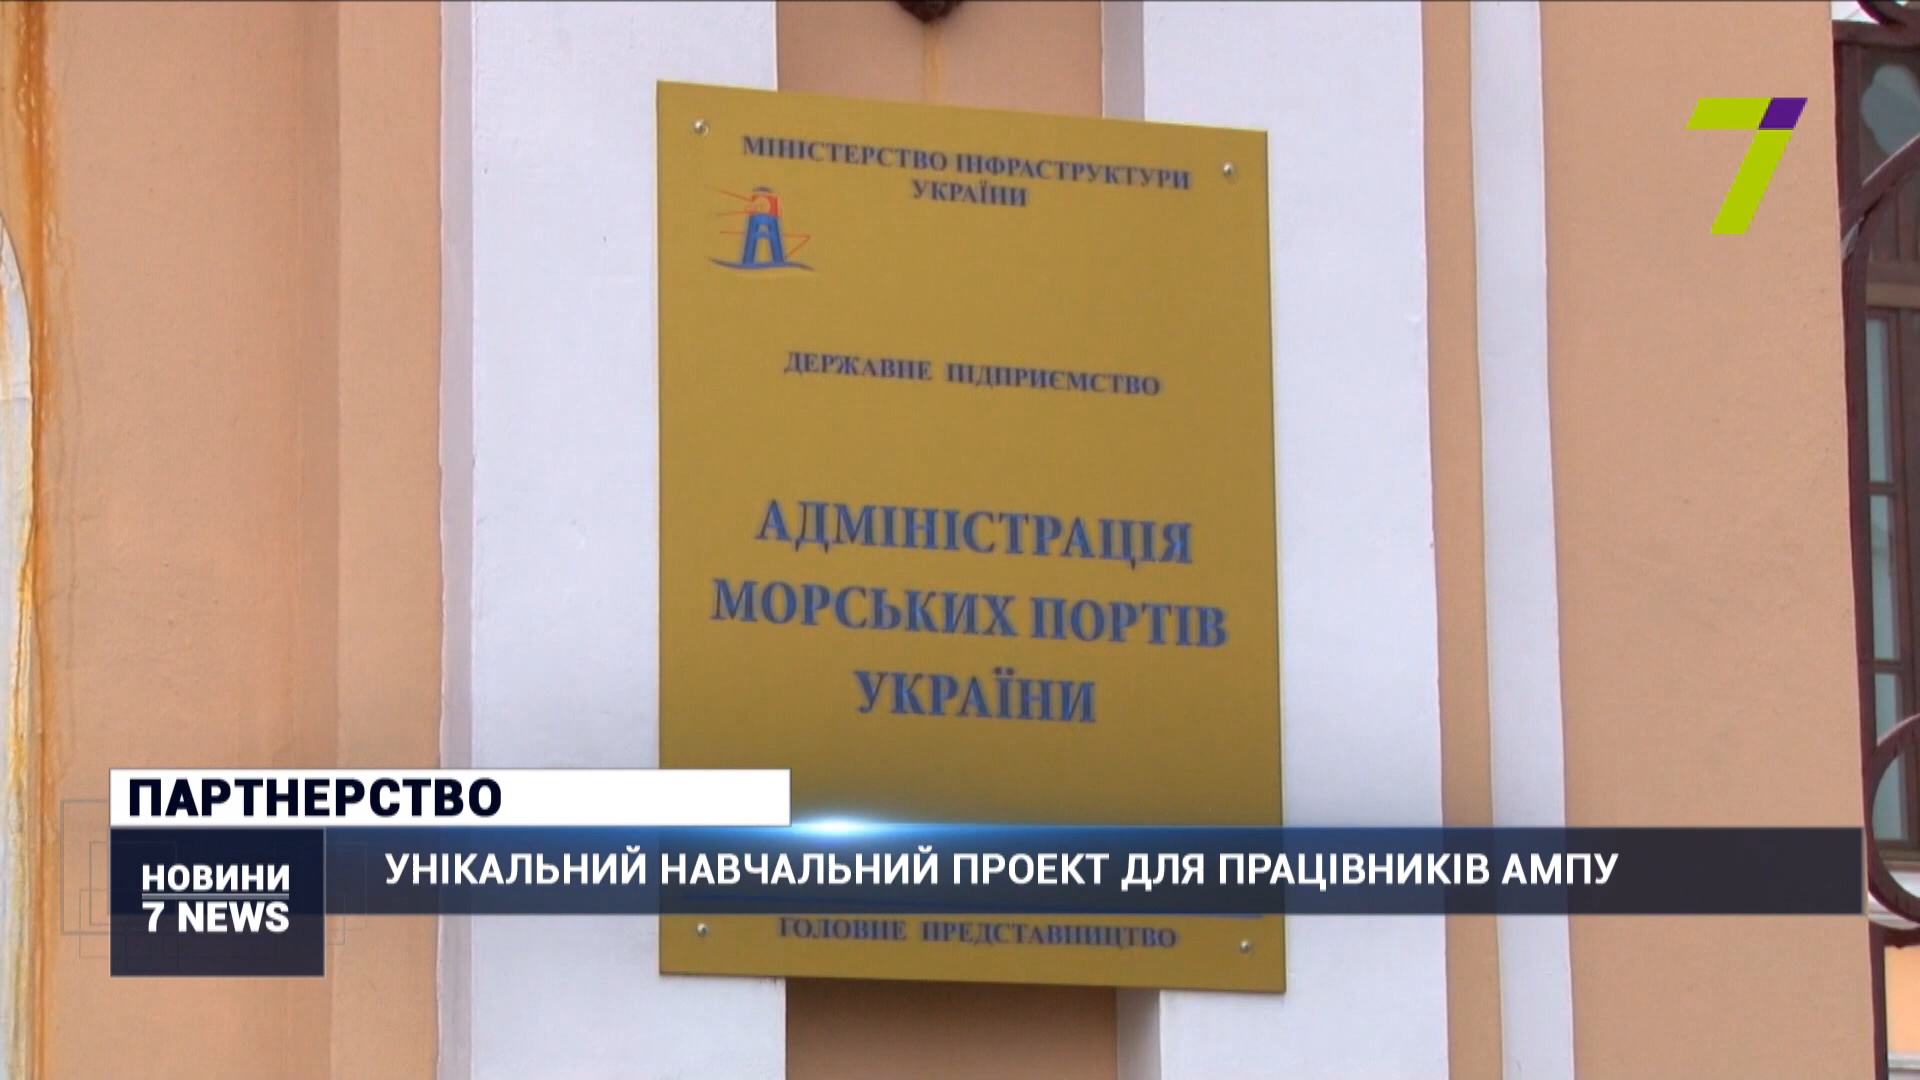 7
МІНІСТЕРСТВО ІНФРАСТРУКТУРИ
УКРАЇНИ
ДЕРЖАВНЕ ПІДПРИЄМСТВО
АДМІНІСТРАЦІЯ
МОРСЬКИХ ПОРТІВ
УКРАЇНИ
ПАРТНЕРСТВО
УНІКАЛЬНИЙ НАВЧАЛЬНИЙ ПРОЕКТ ДЛЯ ПРАЦІВНИКІВ АМПУ
НОВИНИ
7 NEWS
ГОЛОВНЕ ПРЕДСТАВНИЦТВО